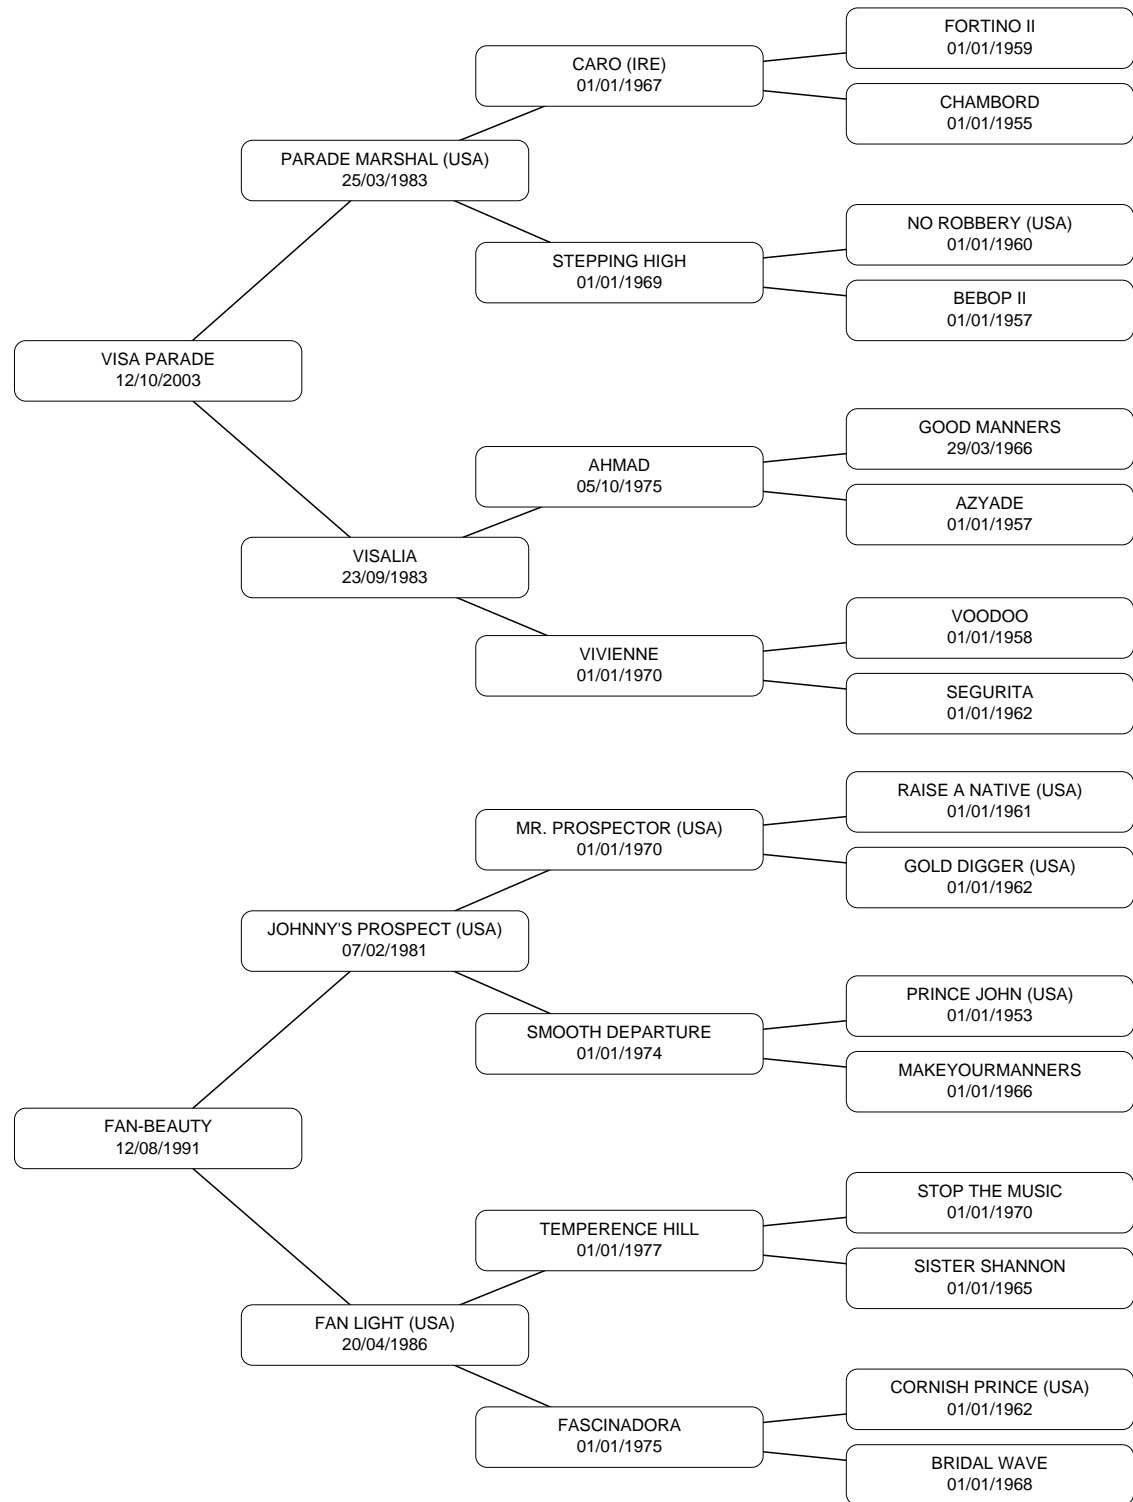 FORTINO II
01/01/1959
CARO (IRE)
01/01/1967
CHAMBORD
01/01/1955
PARADE MARSHAL (USA)
25/03/1983
NO ROBBERY (USA)
01/01/1960
STEPPING HIGH
01/01/1969
BEBOP II
01/01/1957
VISA PARADE
12/10/2003
GOOD MANNERS
29/03/1966
AHMAD
05/10/1975
AZYADE
01/01/1957
VISALIA
23/09/1983
VOODOO
01/01/1958
VIVIENNE
01/01/1970
SEGURITA
01/01/1962
RAISE A NATIVE (USA)
01/01/1961
MR. PROSPECTOR (USA)
01/01/1970
GOLD DIGGER (USA)
01/01/1962
JOHNNY'S PROSPECT (USA)
07/02/1981
PRINCE JOHN (USA)
01/01/1953
SMOOTH DEPARTURE
01/01/1974
MAKEYOURMANNERS
01/01/1966
FAN-BEAUTY
12/08/1991
STOP THE MUSIC
01/01/1970
TEMPERENCE HILL
01/01/1977
SISTER SHANNON
01/01/1965
FAN LIGHT (USA)
20/04/1986
CORNISH PRINCE (USA)
01/01/1962
FASCINADORA
01/01/1975
BRIDAL WAVE
01/01/1968